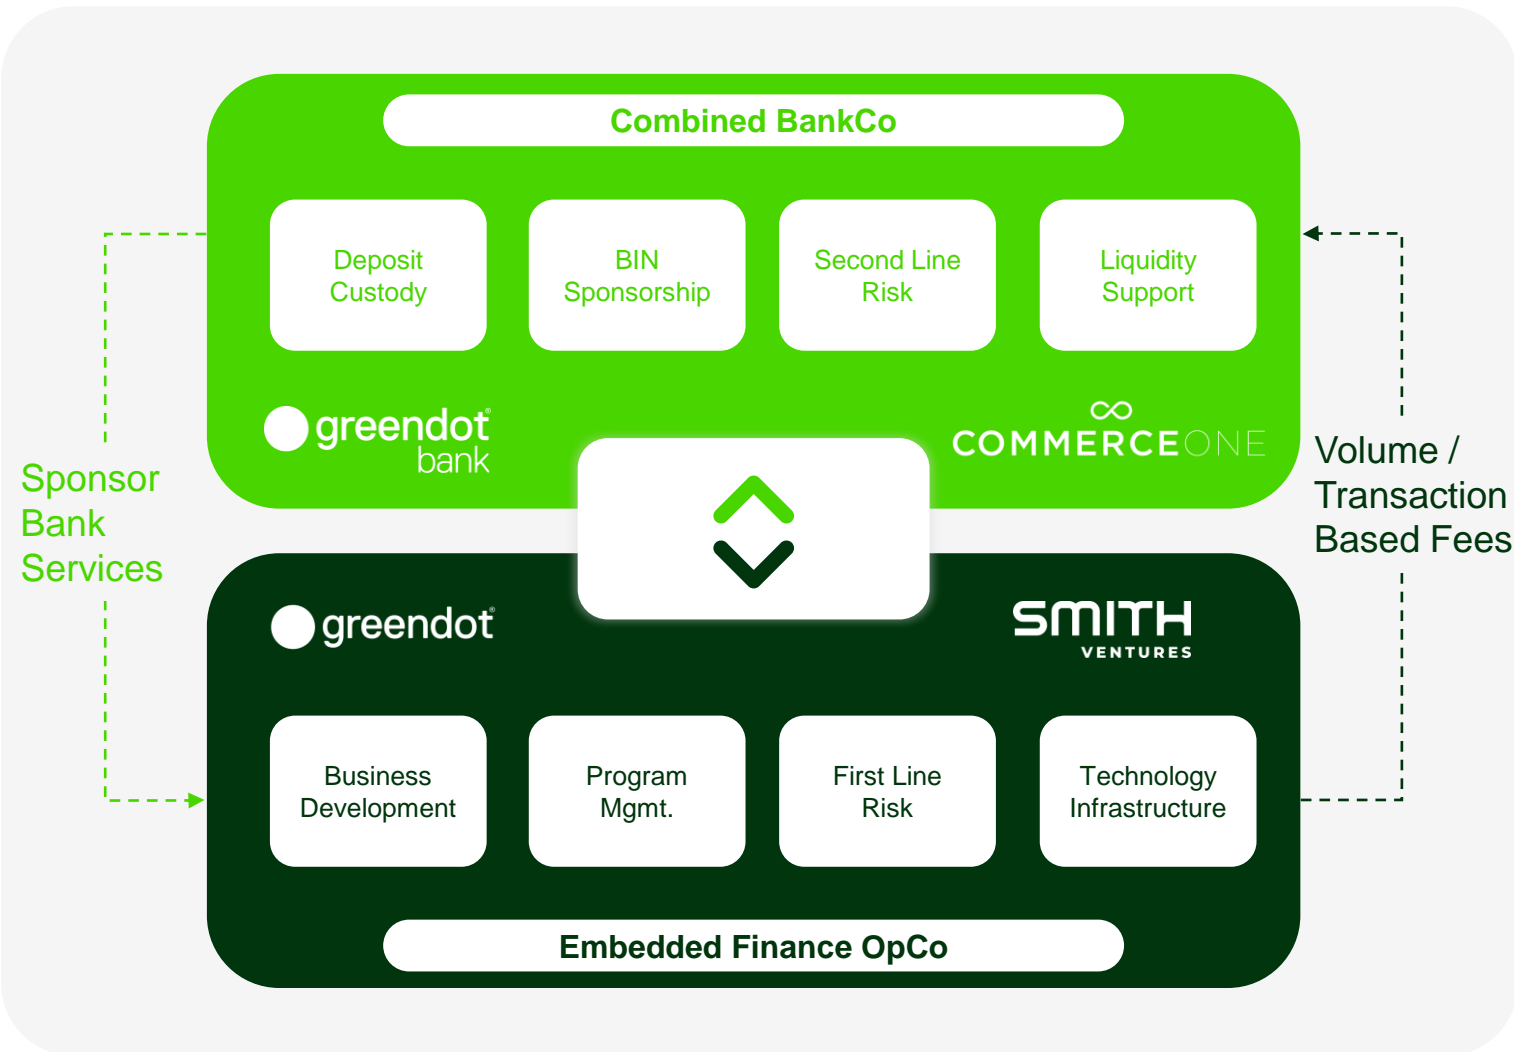 Combined BankCo
Deposit
Custody
BIN
Sponsorship
Second Line
Risk
Liquidity
Support
greendot®
bank
COMMERCEONE
Sponsor
Bank
Services
Volume /
Transaction
Based Fees
greendot®
SMITH
VENTURES
Business
Development
Program
Mgmt.
First Line
Risk
Technology
Infrastructure
Embedded Finance OpCo